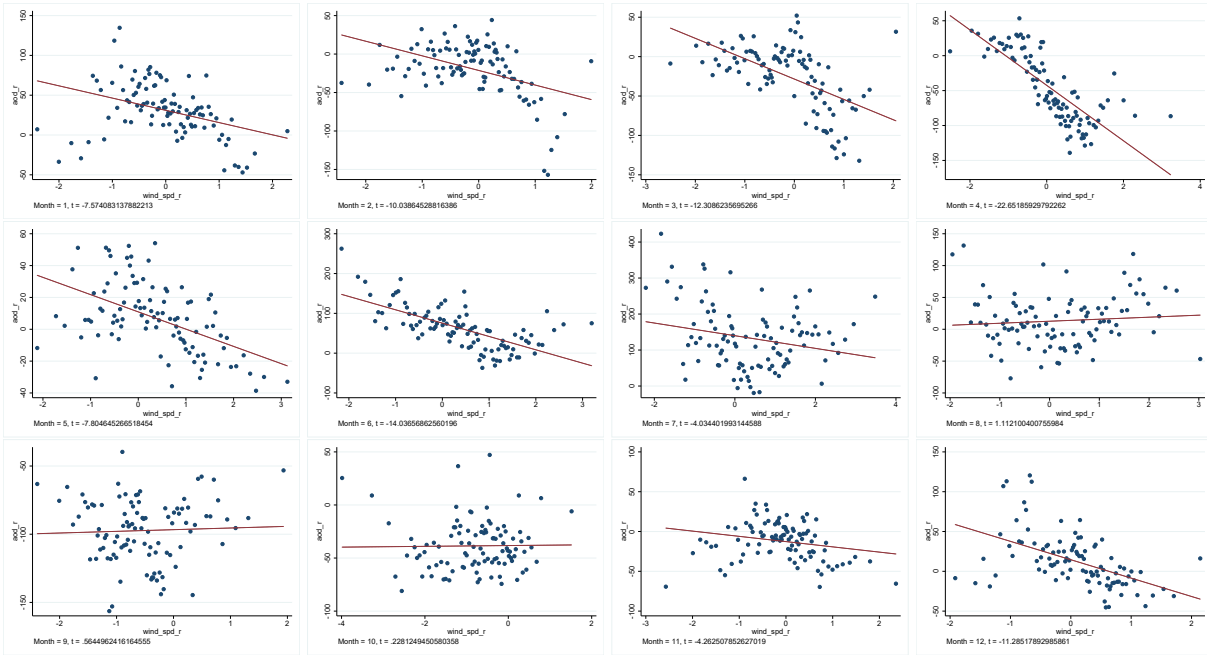 aod_r
-50 0 50 100 150
-2 -1 0 1 2
wind_spd_r
Month = 1, t = -7.574083137882213
aod_r
-150 -100 -50 0 50
-2 -1 0 1 2
wind_spd_r
Month = 2, t = -10.03864528816386
aod_r
-150 -100 -50 0 50
-3 -2 -1 0 1 2
wind_spd_r
Month = 3, t = -12.3086235695266
aod_r
-150 -100 -50 0 50
-2 0 2 4
wind_spd_r
Month = 4, t = -22.65185929792262
aod_r
-40 -20 0 20 40 60
-2 -1 0 1 2 3
wind_spd_r
Month = 5, t = -7.804645266518454
aod_r
-100 0 100 200 300
-2 -1 0 1 2 3
wind_spd_r
Month = 6, t = -14.03656862560196
aod_r
0 100 200 300 400
-2 0 2 4
wind_spd_r
Month = 7, t = -4.034401993144588
aod_r
-100 -50 0 50 100 150
-2 -1 0 1 2 3
wind_spd_r
Month = 8, t = 1.112100400755984
aod_r
-150 -100 -50
-2 -1 0 1 2
wind_spd_r
Month = 9, t = .5644962416164555
aod_r
-100 -50 0 50
-4 -2 0 2
wind_spd_r
Month = 10, t = .2281249450580358
aod_r
-100 -50 0 50 100
-2 -1 0 1 2
wind_spd_r
Month = 11, t = -4.262507852627019
aod_r
-50 0 50 100 150
-2 -1 0 1 2
wind_spd_r
Month = 12, t = -11.28517892985861